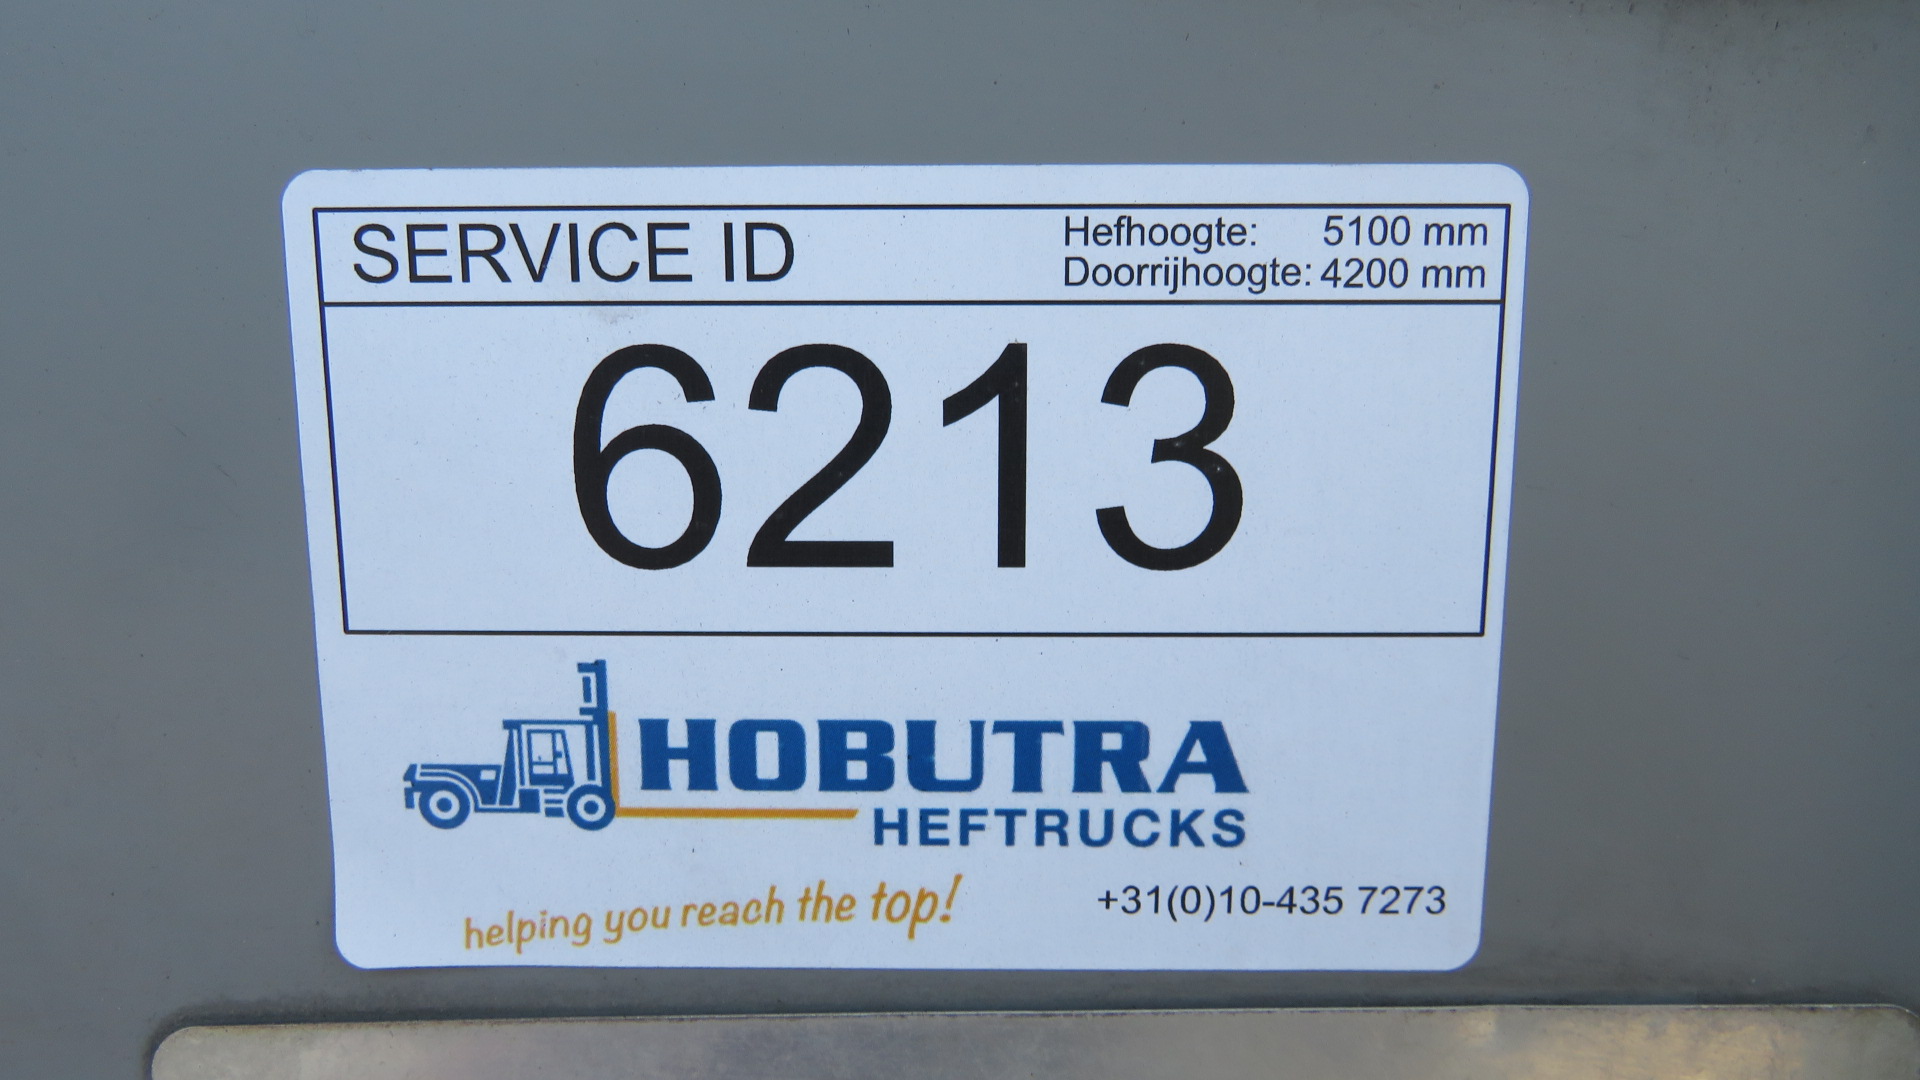 SERVICE ID
Hefhoogte: 5100 mm
Doorrijhoogte: 4200 mm
6213
HOBUTRA
HEFTRUCKS
helping you reach the top!
+31(0)10-435 7273